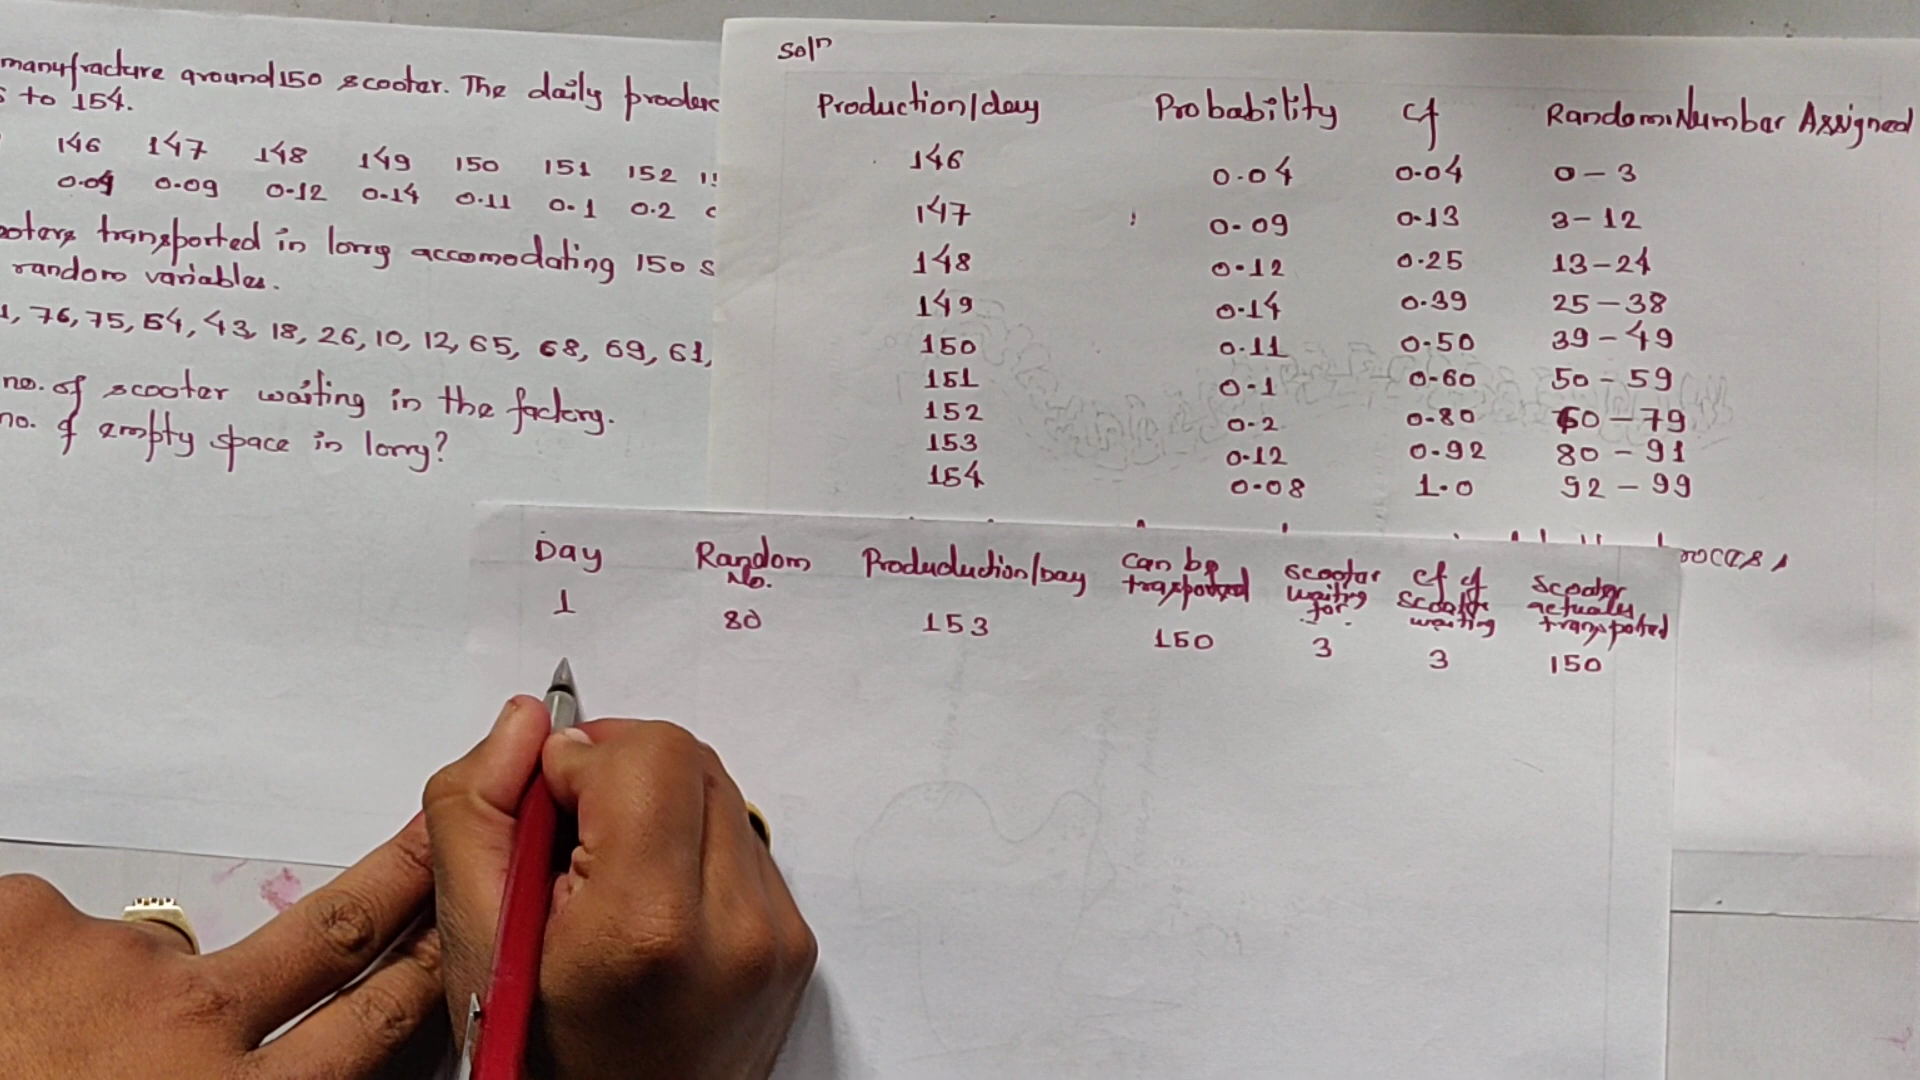 manufracture around 150 scooter. The daily produc
s to 154.
146 147 148 149 150 151 152
0.04 0.09 0.12 0.14 0.11 0.1 0.2
ooters transported in lorry accomodating 150 s
random variables.
1, 76, 75, 54, 43, 18, 26, 10, 12, 65, 68, 69, 61,
no. of scooter waiting in the factory.
no. of empty space in lorry?
Soln
Production/day Probability cf Random Number Assigned
146 0.04 0.04 0-3
147 0.09 0.13 3-12
148 0.12 0.25 13-24
149 0.14 0.39 25-38
150 0.11 0.50 39-49
151 0.1 0.60 50-59
152 0.2 0.80 60-79
153 0.12 0.92 80-91
154 0.08 1.0 92-99
Day Random No. Produduction/Day can be trasported scooter waiting for. cf of scooter waiting scooter actually transported
1 80 153 150 3 3 150